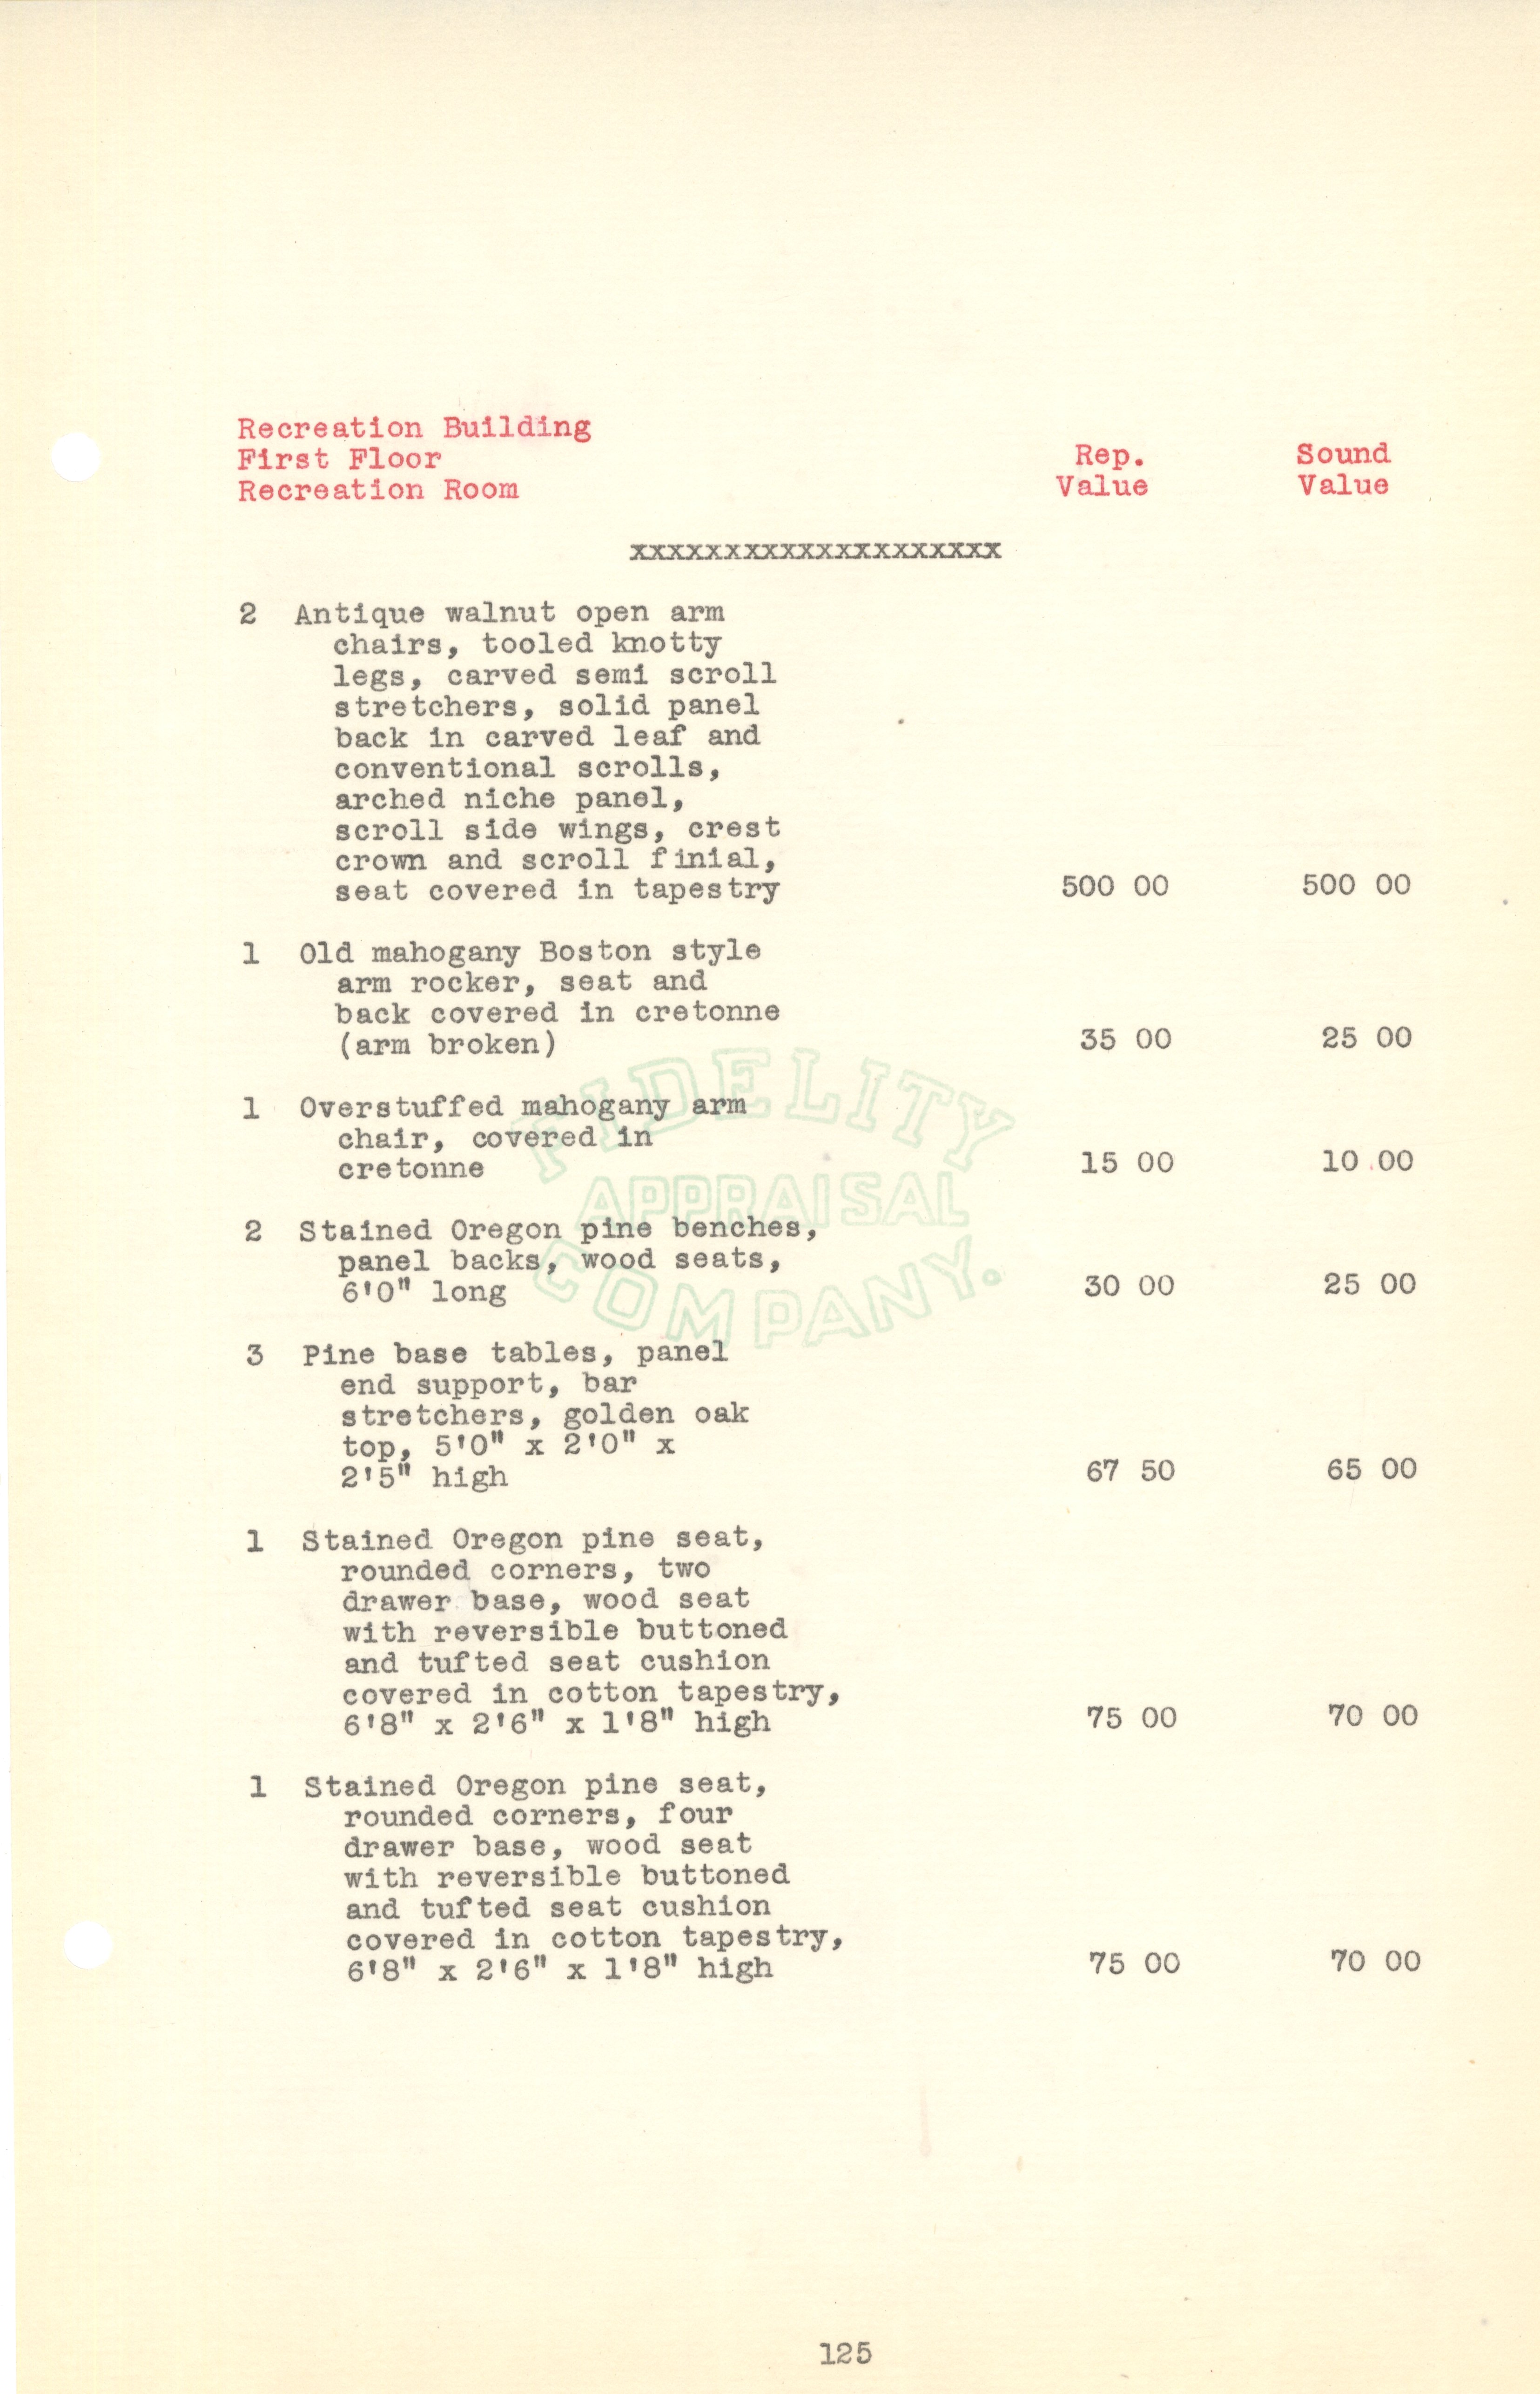 Recreation Building
First Floor
Recreation Room
Rep. Sound
Value Value
xxxxxxxxxxxxxxxxxxxx
2 Antique walnut open arm
chairs, tooled knotty
legs, carved semi scroll
stretchers, solid panel
back in carved leaf and
conventional scrolls,
arched niche panel,
scroll side wings, crest
crown and scroll finial,
seat covered in tapestry 500 00 500 00
1 Old mahogany Boston style
arm rocker, seat and
back covered in cretonne
(arm broken) 35 00 25 00
1 Overstuffed mahogany arm
chair, covered in
cretonne 15 00 10 00
2 Stained Oregon pine benches,
panel backs, wood seats,
6'0" long 30 00 25 00
3 Pine base tables, panel
end support, bar
stretchers, golden oak
top, 5'0" x 2'0" x
2'5" high 67 50 65 00
1 Stained Oregon pine seat,
rounded corners, two
drawer base, wood seat
with reversible buttoned
and tufted seat cushion
covered in cotton tapestry,
6'8" x 2'6" x 1'8" high 75 00 70 00
1 Stained Oregon pine seat,
rounded corners, four
drawer base, wood seat
with reversible buttoned
and tufted seat cushion
covered in cotton tapestry,
6'8" x 2'6" x 1'8" high 75 00 70 00
FIDELITY
APPRAISAL
COMPANY.
125